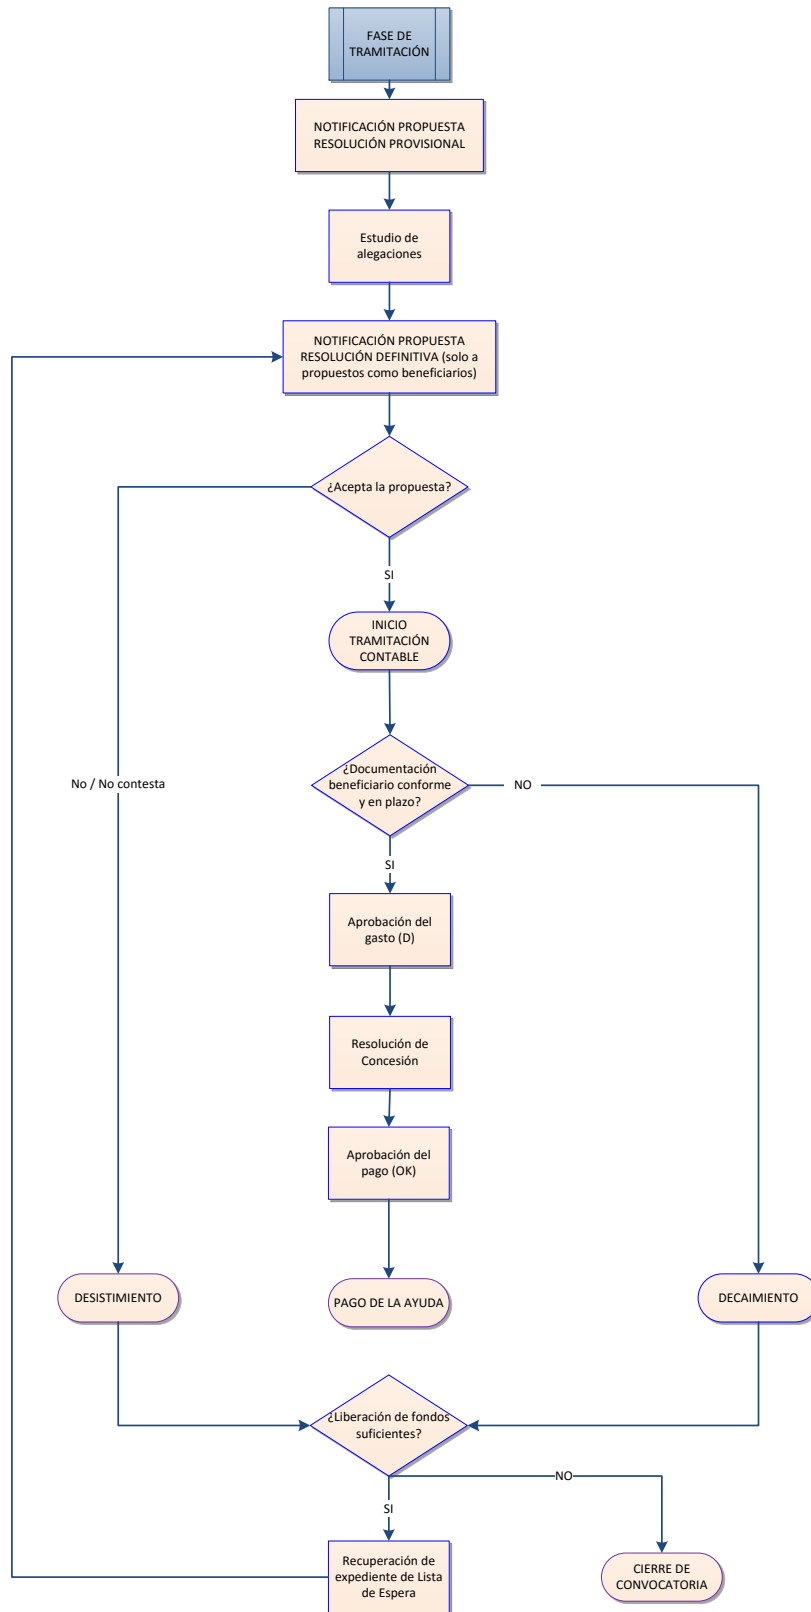 FASE DE
TRAMITACIÓN
NOTIFICACIÓN PROPUESTA
RESOLUCIÓN PROVISIONAL
Estudio de
alegaciones
NOTIFICACIÓN PROPUESTA
RESOLUCIÓN DEFINITIVA (solo a
propuestos como beneficiarios)
¿Acepta la propuesta?
SI
INICIO
TRAMITACIÓN
CONTABLE
No / No contesta
¿Documentación
beneficiario conforme
y en plazo?
NO
SI
Aprobación del
gasto (D)
Resolución de
Concesión
Aprobación del
pago (OK)
DESISTIMIENTO
PAGO DE LA AYUDA
DECAIMIENTO
¿Liberación de fondos
suficientes?
NO
SI
Recuperación de
expediente de Lista
de Espera
CIERRE DE
CONVOCATORIA